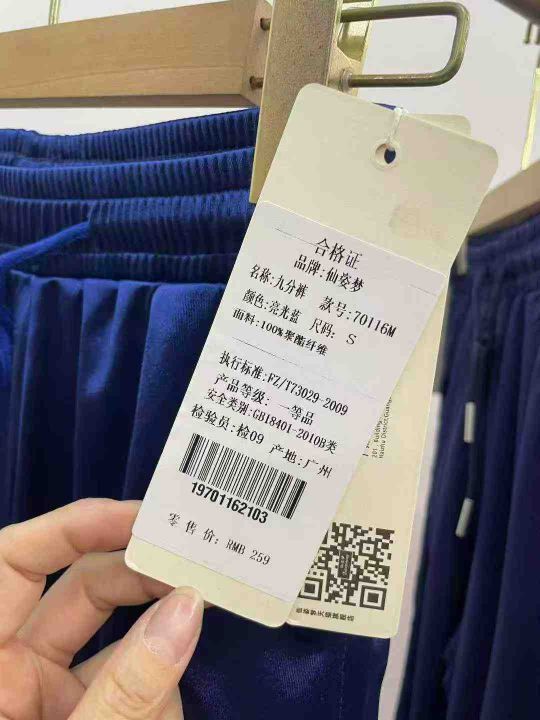 合格证
品牌:仙姿梦
名称:九分裤 款号:70116M
颜色:亮光蓝 尺码: S
面料:100%聚酯纤维
执行标准:FZ/T73029-2009
产品等级: 一等品
安全类别:GB18401-2010B类
检验员:检09 产地:广州
19701162103
零售价: RMB 259